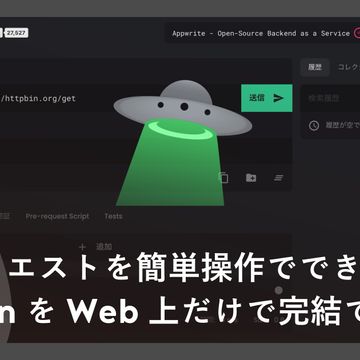 27,527
Appwrite - Open-Source Backend as a Service
履歴 コレク
/httpbin.org/get
送信
検索履歴
履歴が空で
Pre-request Script Tests
追加
エストを簡単操作ででき
n を Web 上だけで完結で